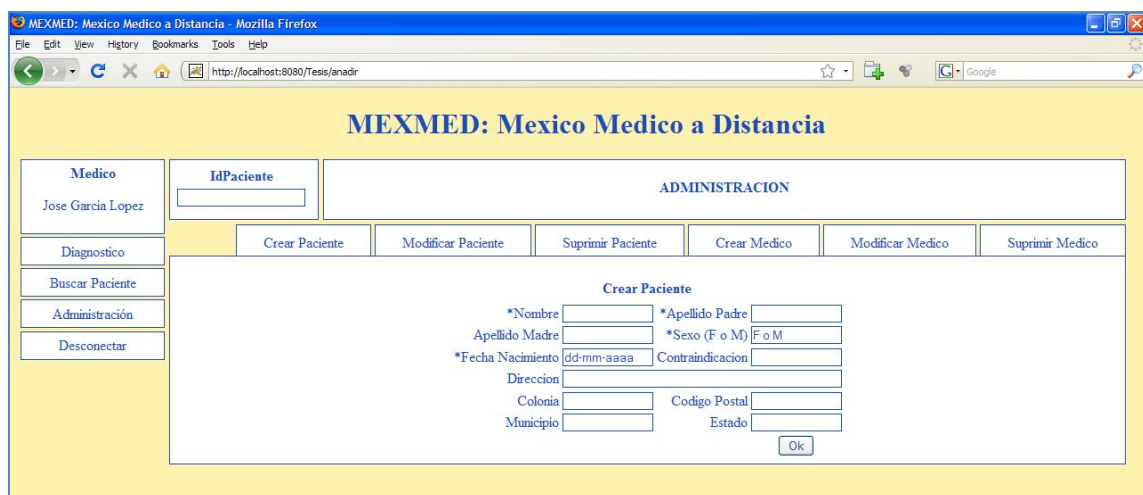 MEXMED: Mexico Medico a Distancia - Mozilla Firefox
File Edit View History Bookmarks Tools Help
http://localhost:8080/Tesis/anadir
G Google
MEXMED: Mexico Medico a Distancia
Medico
Jose Garcia Lopez
IdPaciente
ADMINISTRACION
Crear Paciente Modificar Paciente Suprimir Paciente Crear Medico Modificar Medico Suprimir Medico
Diagnostico
Buscar Paciente
Administración
Desconectar
Crear Paciente
*Nombre *Apellido Padre
Apellido Madre *Sexo (F o M) F o M
*Fecha Nacimiento dd-mm-aaaa Contraindicacion
Direccion
Colonia Codigo Postal
Municipio Estado
Ok